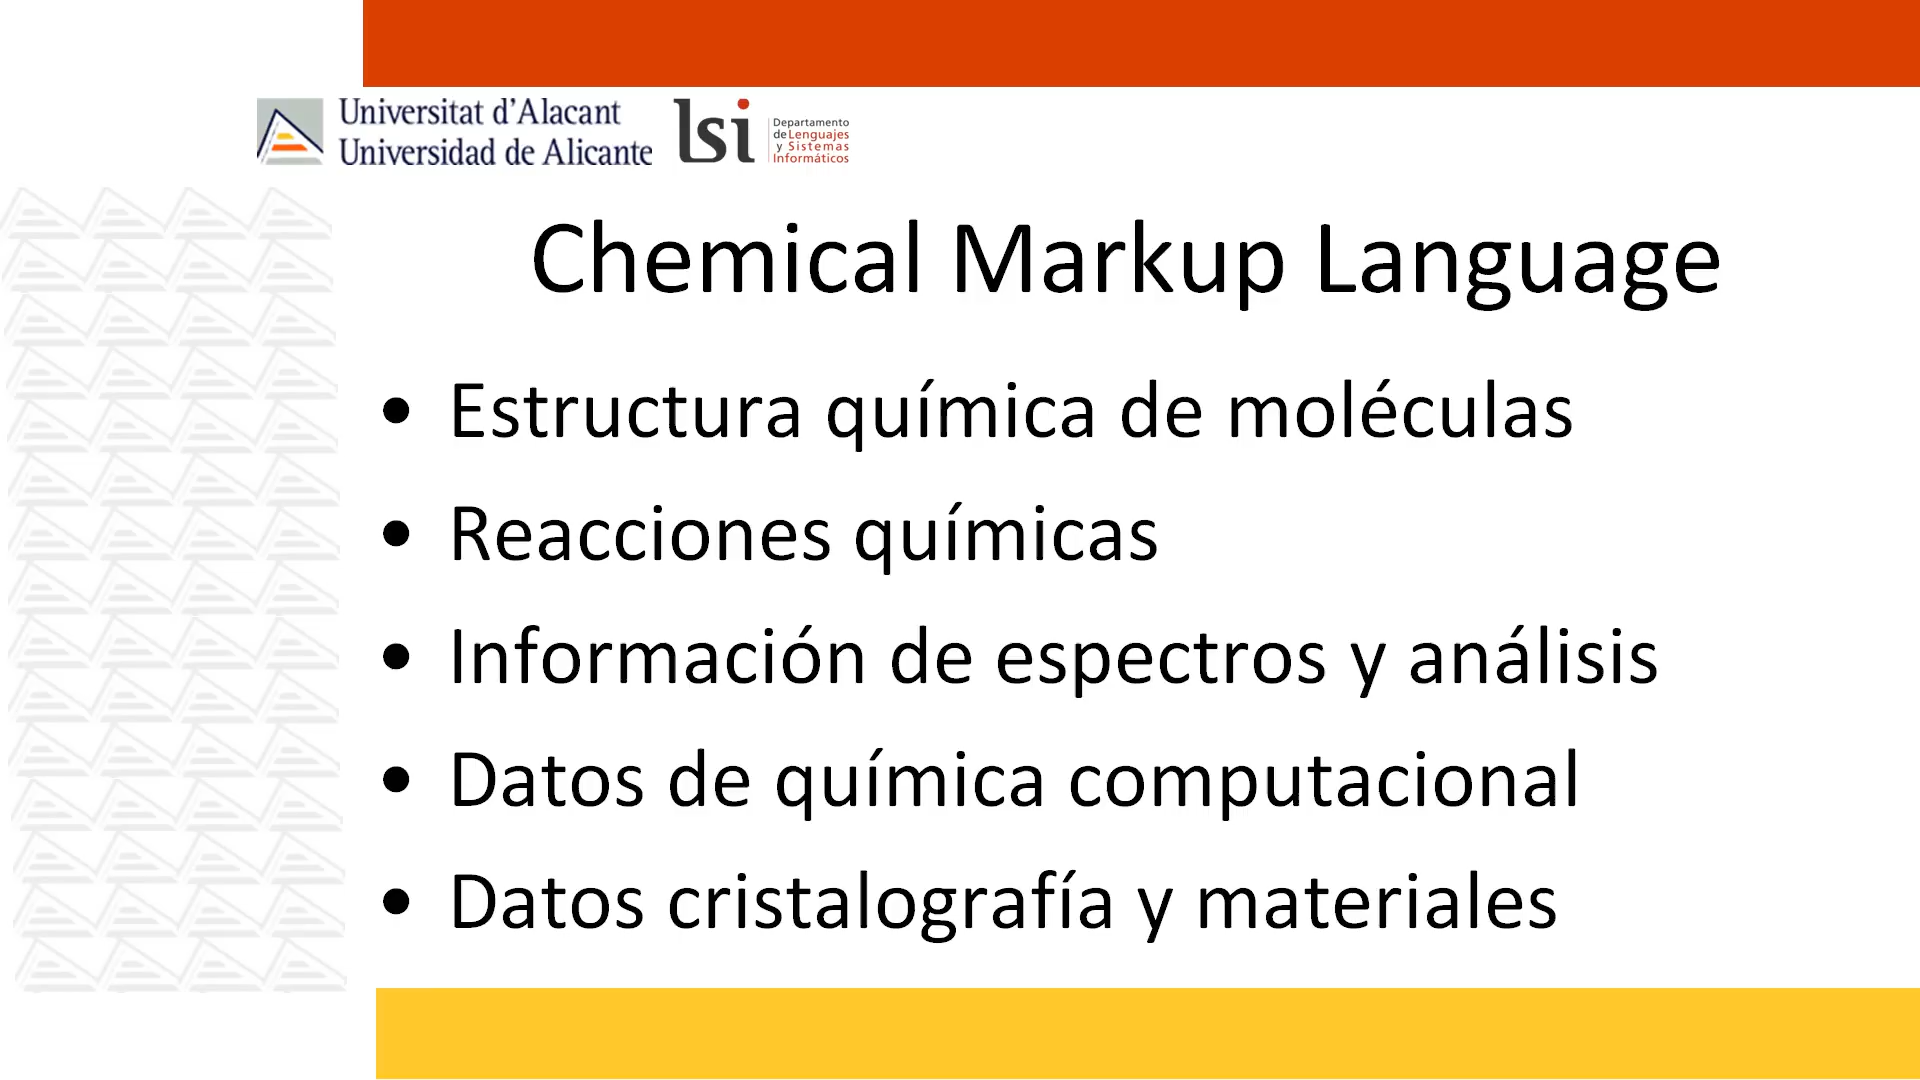 Universitat d'Alacant
Universidad de Alicante
lsi
Departamento
de Lenguajes
y Sistemas
Informáticos
Chemical Markup Language
• Estructura química de moléculas
• Reacciones químicas
• Información de espectros y análisis
• Datos de química computacional
• Datos cristalografía y materiales